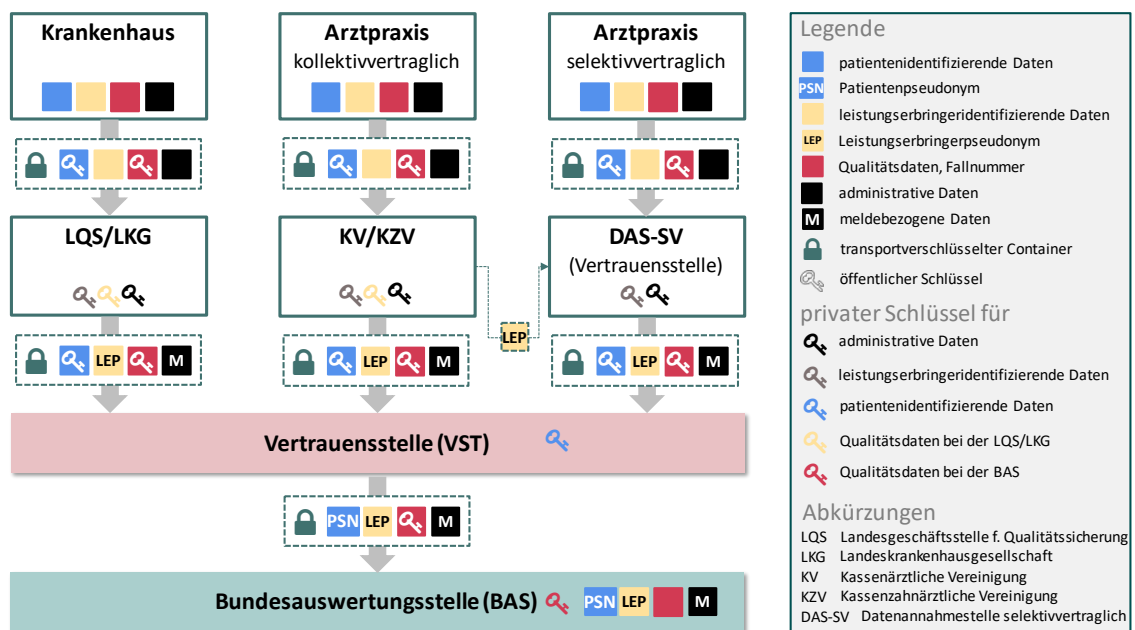 Krankenhaus
Arztpraxis
kollektivvertraglich
Arztpraxis
selektivvertraglich
LQS/LKG
KV/KZV
DAS-SV
(Vertrauensstelle)
LEP
LEP
M
LEP
M
LEP
M
Vertrauensstelle (VST)
PSN
LEP
M
Bundesauswertungsstelle (BAS)
PSN
LEP
M
Legende
patientenidentifizierende Daten
PSN
Patientenpseudonym
leistungserbringeridentifizierende Daten
LEP
Leistungserbringerpseudonym
Qualitätsdaten, Fallnummer
administrative Daten
M
meldebezogene Daten
transportverschlüsselter Container
öffentlicher Schlüssel
privater Schlüssel für
administrative Daten
leistungserbringeridentifizierende Daten
patientenidentifizierende Daten
Qualitätsdaten bei der LQS/LKG
Qualitätsdaten bei der BAS
Abkürzungen
LQS Landesgeschäftsstelle f. Qualitätssicherung
LKG Landeskrankenhausgesellschaft
KV Kassenärztliche Vereinigung
KZV Kassenzahnärztliche Vereinigung
DAS-SV Datenannahmestelle selektivvertraglich